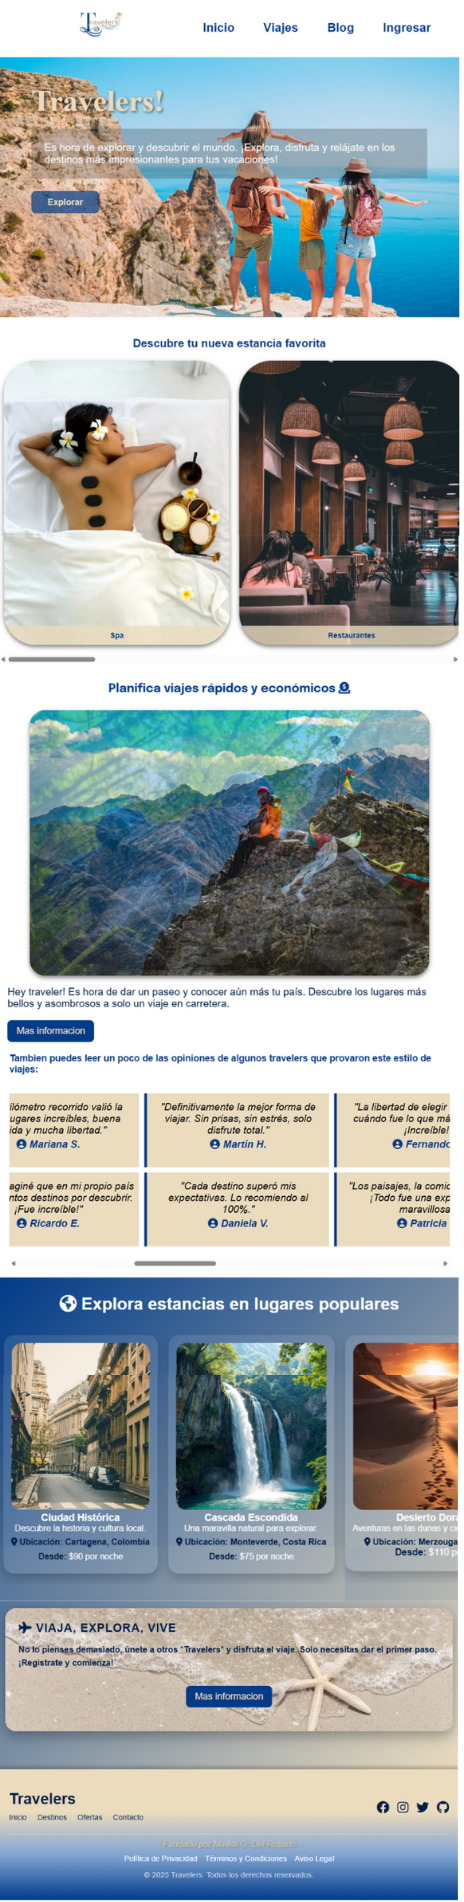 Travelers
Inicio Viajes Blog Ingresar
Travelers!
Es hora de explorar y descubrir el mundo. ¡Explora, disfruta y relájate en los
destinos más impresionantes para tus vacaciones!
Explorar
Descubre tu nueva estancia favorita
Spa
Restaurantes
Planifica viajes rápidos y económicos
Hey traveler! Es hora de dar un paseo y conocer aún más tu país. Descubre los lugares más
bellos y asombrosos a solo un viaje en carretera.
Mas informacion
Tambien puedes leer un poco de las opiniones de algunos travelers que provaron este estilo de
viajes:
ilómetro recorrido valió la
ugares increíbles, buena
ida y mucha libertad."
Mariana S.
"Definitivamente la mejor forma de
viajar. Sin prisas, sin estrés, solo
disfrute total."
Martín H.
"La libertad de elegir
cuándo fue lo que má
¡Increíble!
Fernando
aginé que en mi propio país
ntos destinos por descubrir.
¡Fue increíble!"
Ricardo E.
"Cada destino superó mis
expectativas. Lo recomiendo al
100%."
Daniela V.
"Los paisajes, la comic
¡Todo fue una exp
maravillosa
Patricia
Explora estancias en lugares populares
Ciudad Histórica
Descubre la historia y cultura local.
Ubicación: Cartagena, Colombia
Desde: $90 por noche
Cascada Escondida
Una maravilla natural para explorar.
Ubicación: Monteverde, Costa Rica
Desde: $75 por noche
Desierto Dora
Aventuras en las dunas y ci
Ubicación: Merzouga
Desde: $110 p
VIAJA, EXPLORA, VIVE
No lo pienses demasiado, únete a otros "Travelers" y disfruta el viaje. Solo necesitas dar el primer paso.
¡Registrate y comienza!
Mas informacion
Travelers
Inicio Destinos Ofertas Contacto
Fundado por Maikol G. Del Rosario
Política de Privacidad Términos y Condiciones Aviso Legal
© 2025 Travelers. Todos los derechos reservados.